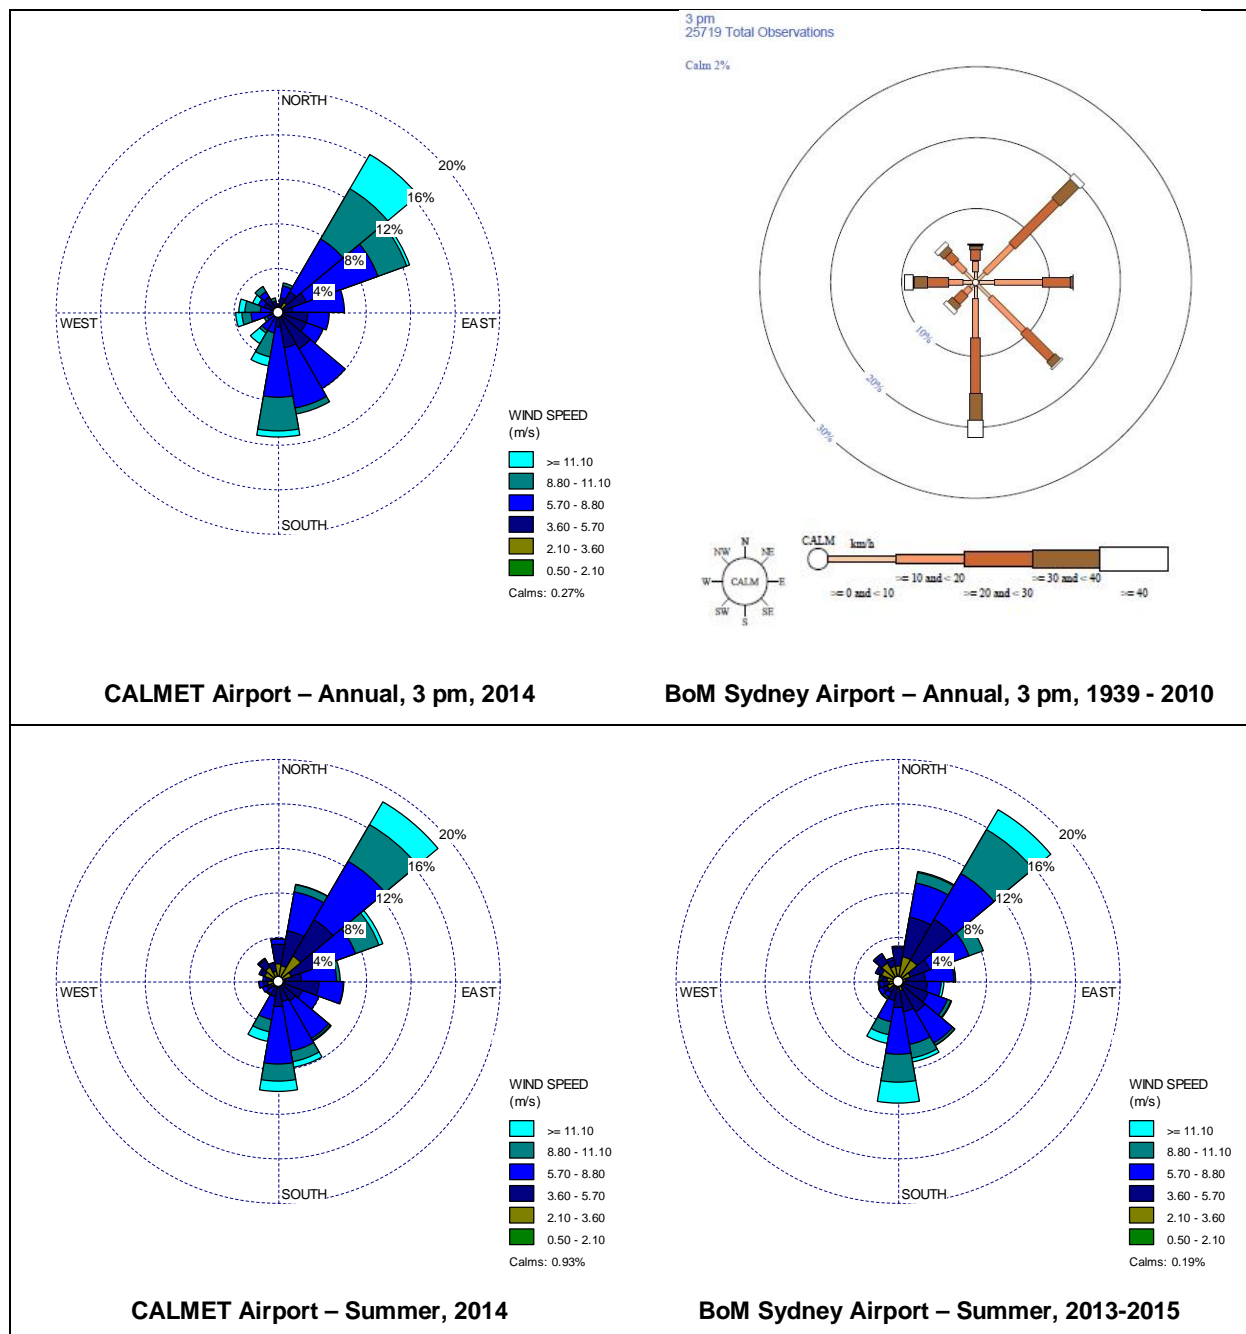 NORTH
20%
16%
12%
8%
4%
WEST
EAST
SOUTH
WIND SPEED
(m/s)
>= 11.10
8.80 - 11.10
5.70 - 8.80
3.60 - 5.70
2.10 - 3.60
0.50 - 2.10
Calms: 0.27%
CALMET Airport – Annual, 3 pm, 2014
3 pm
25719 Total Observations
Calm 2%
10%
20%
30%
N
NW
NE
W
CALM
E
SW
SE
S
CALM
km/h
>= 10 and < 20
>= 30 and < 40
>= 0 and < 10
>= 20 and < 30
>= 40
BoM Sydney Airport – Annual, 3 pm, 1939 - 2010
NORTH
20%
16%
12%
8%
4%
WEST
EAST
SOUTH
WIND SPEED
(m/s)
>= 11.10
8.80 - 11.10
5.70 - 8.80
3.60 - 5.70
2.10 - 3.60
0.50 - 2.10
Calms: 0.93%
CALMET Airport – Summer, 2014
NORTH
20%
16%
12%
8%
4%
WEST
EAST
SOUTH
WIND SPEED
(m/s)
>= 11.10
8.80 - 11.10
5.70 - 8.80
3.60 - 5.70
2.10 - 3.60
0.50 - 2.10
Calms: 0.19%
BoM Sydney Airport – Summer, 2013-2015